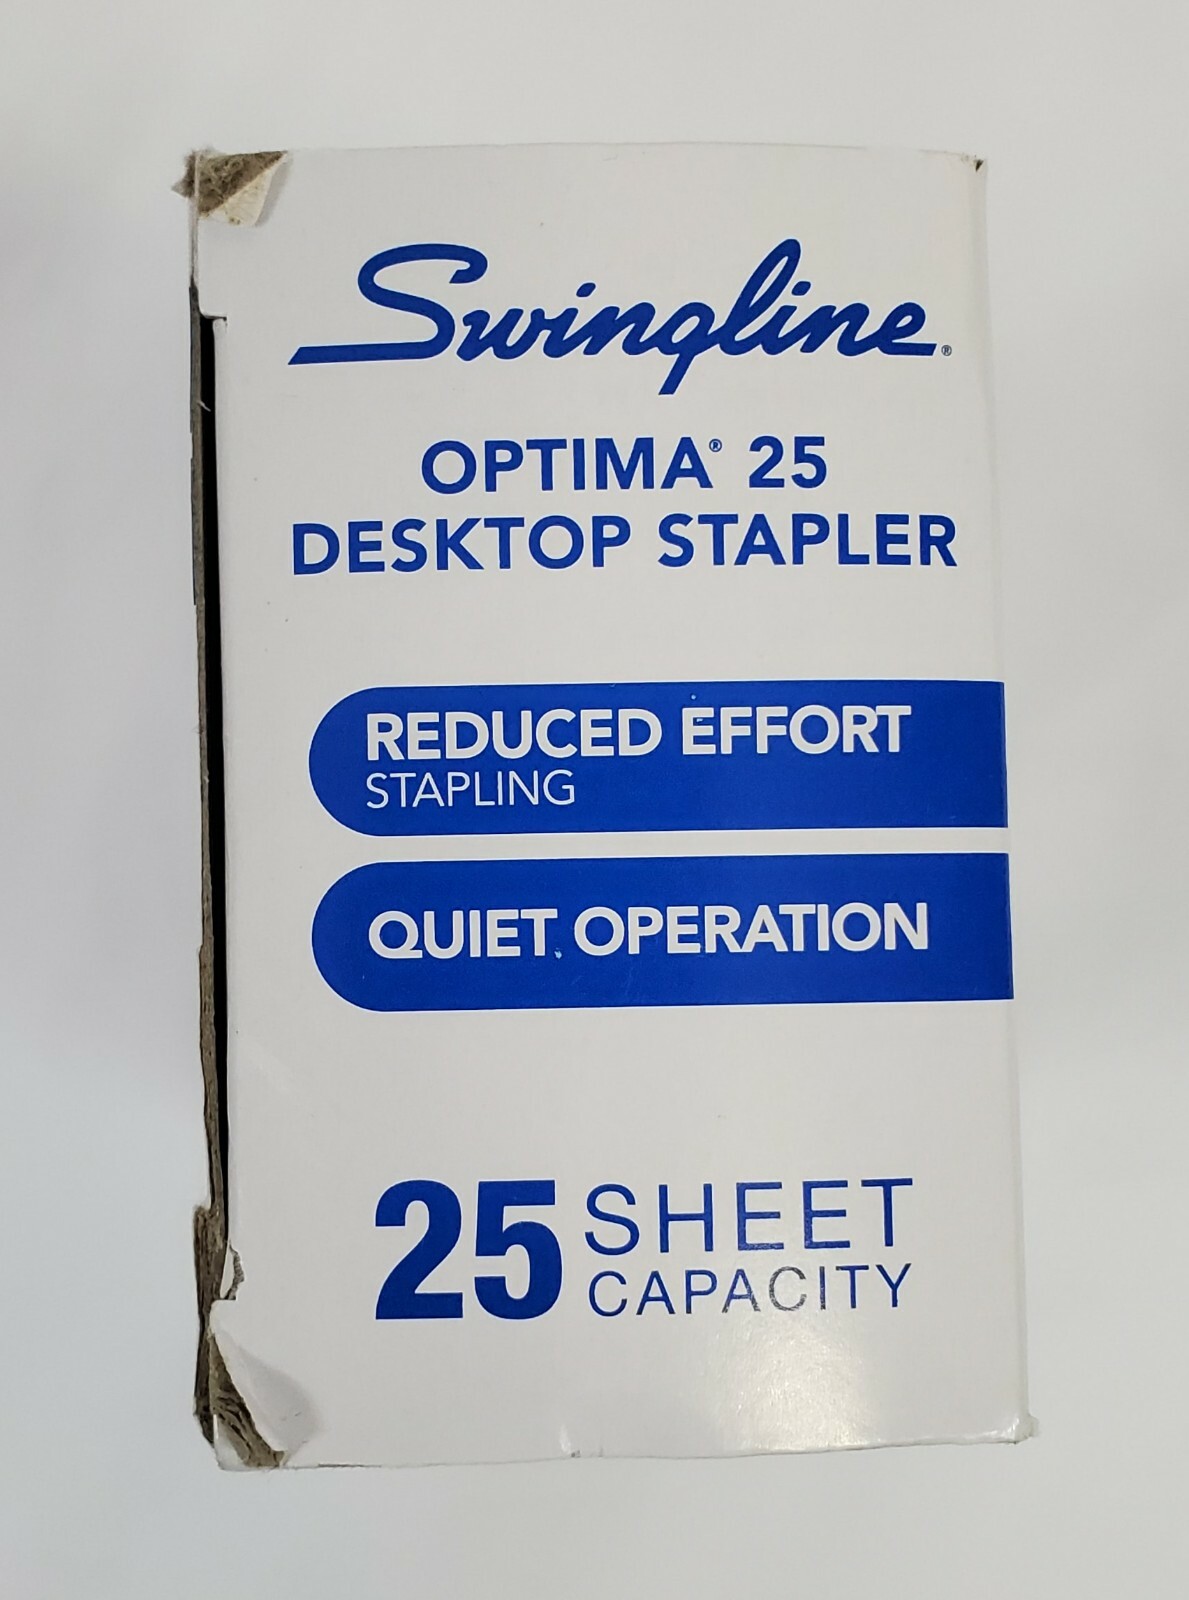 Swingline®
OPTIMA® 25
DESKTOP STAPLER
REDUCED EFFORT
STAPLING
QUIET OPERATION
25 SHEET
CAPACITY